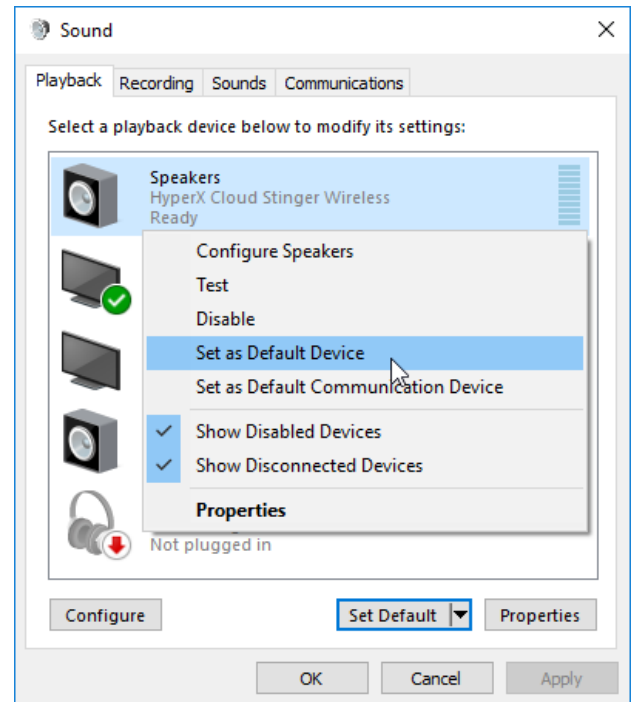 Sound
Playback Recording Sounds Communications
Select a playback device below to modify its settings:
Speakers
HyperX Cloud Stinger Wireless
Ready
Configure Speakers
Test
Disable
Set as Default Device
Set as Default Communication Device
Show Disabled Devices
Show Disconnected Devices
Properties
Not plugged in
Configure Set Default Properties
OK Cancel Apply